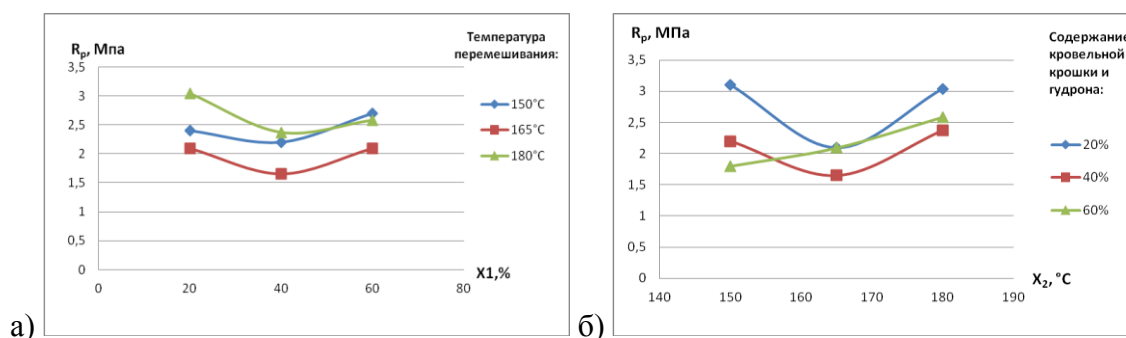 Rр, Мпа
Температура
перемешивания:
3,5
3
2,5
2
1,5
1
0,5
0
0
20
40
60
80
X1,%
150°C
165°C
180°C
а)
Rр, МПа
Содержание
кровельной
крошки и
гудрона:
3,5
3
2,5
2
1,5
1
0,5
0
140
150
160
170
180
190
X2, °C
20%
40%
60%
б)